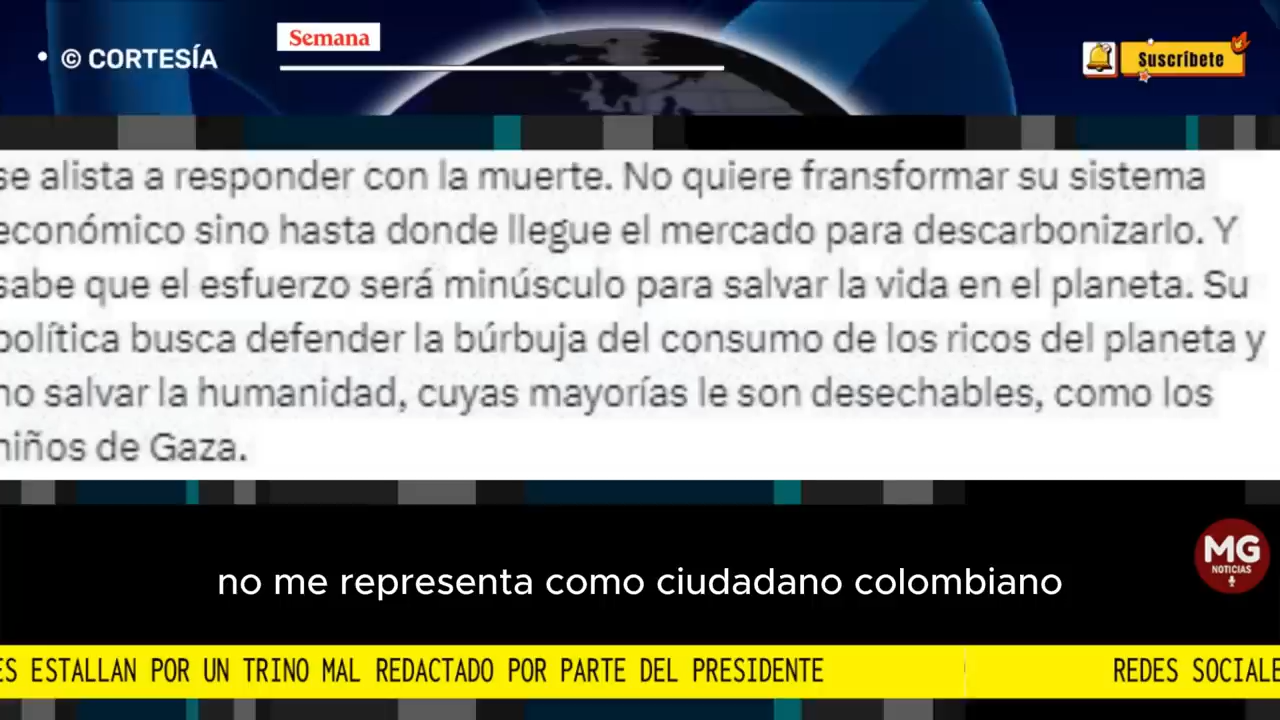 • © CORTESÍA
Semana
Suscríbete
se alista a responder con la muerte. No quiere fransformar su sistema
económico sino hasta donde llegue el mercado para descarbonizarlo. Y
sabe que el esfuerzo será minúsculo para salvar la vida en el planeta. Su
política busca defender la búrbuja del consumo de los ricos del planeta y
no salvar la humanidad, cuyas mayorías le son desechables, como los
niños de Gaza.
MG
NOTICIAS
no me representa como ciudadano colombiano
ES ESTALLAN POR UN TRINO MAL REDACTADO POR PARTE DEL PRESIDENTE
REDES SOCIALE